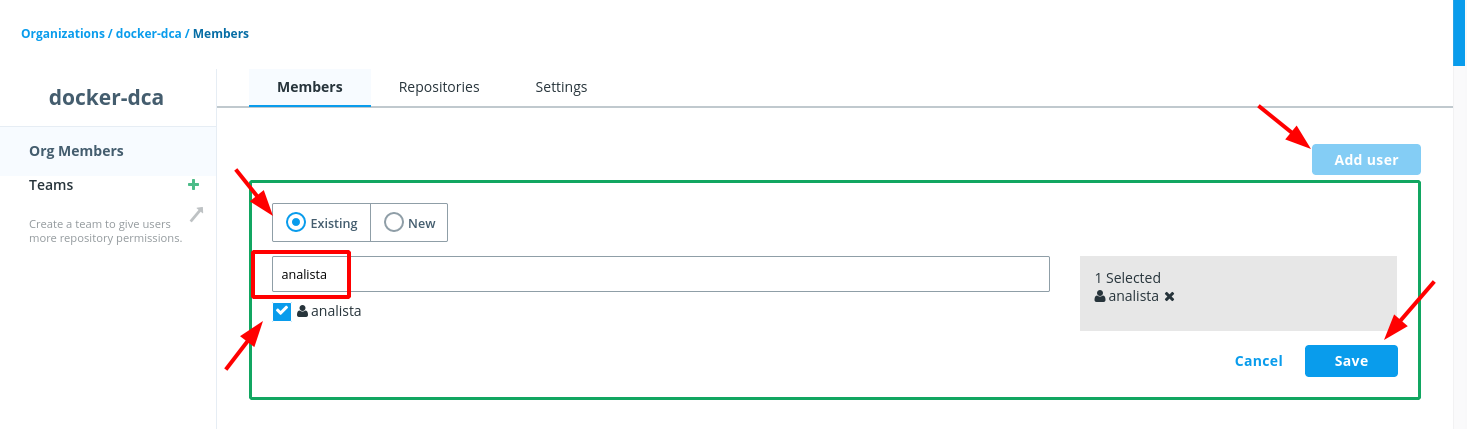 Organizations / docker-dca / Members
docker-dca
Org Members
Teams
Create a team to give users
more repository permissions.
Members Repositories Settings
Add user
Existing New
analista
analista
1 Selected
analista
Cancel Save